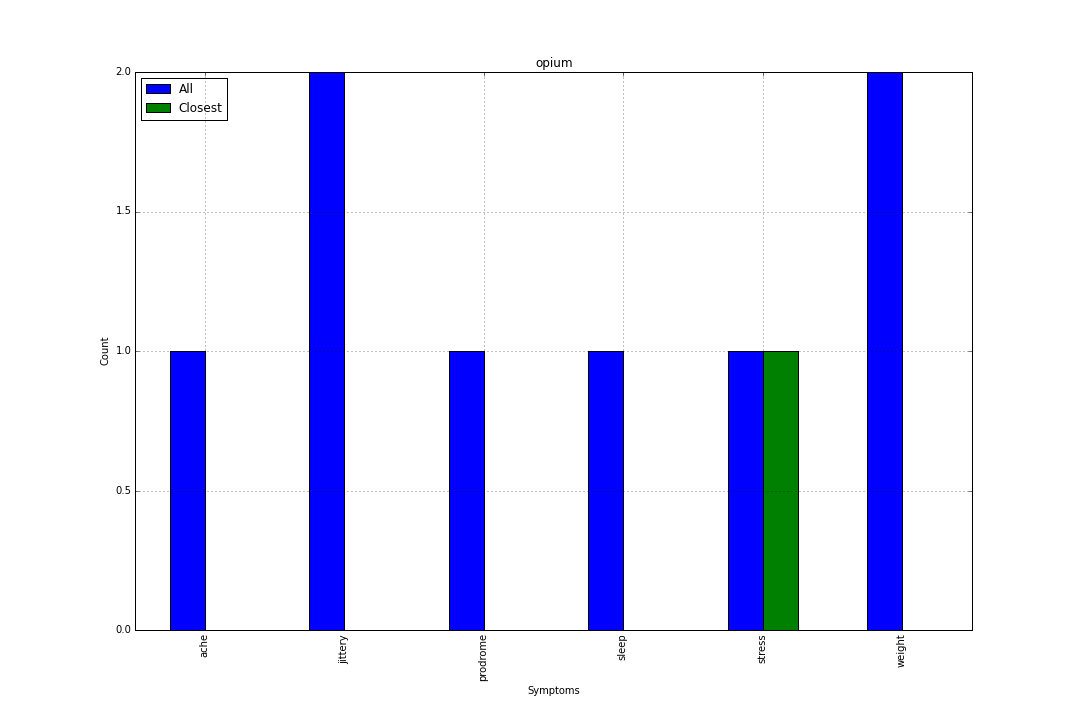 opium
All
Closest
2.0
1.5
1.0
0.5
0.0
Count
ache
jittery
prodrome
sleep
stress
weight
Symptoms